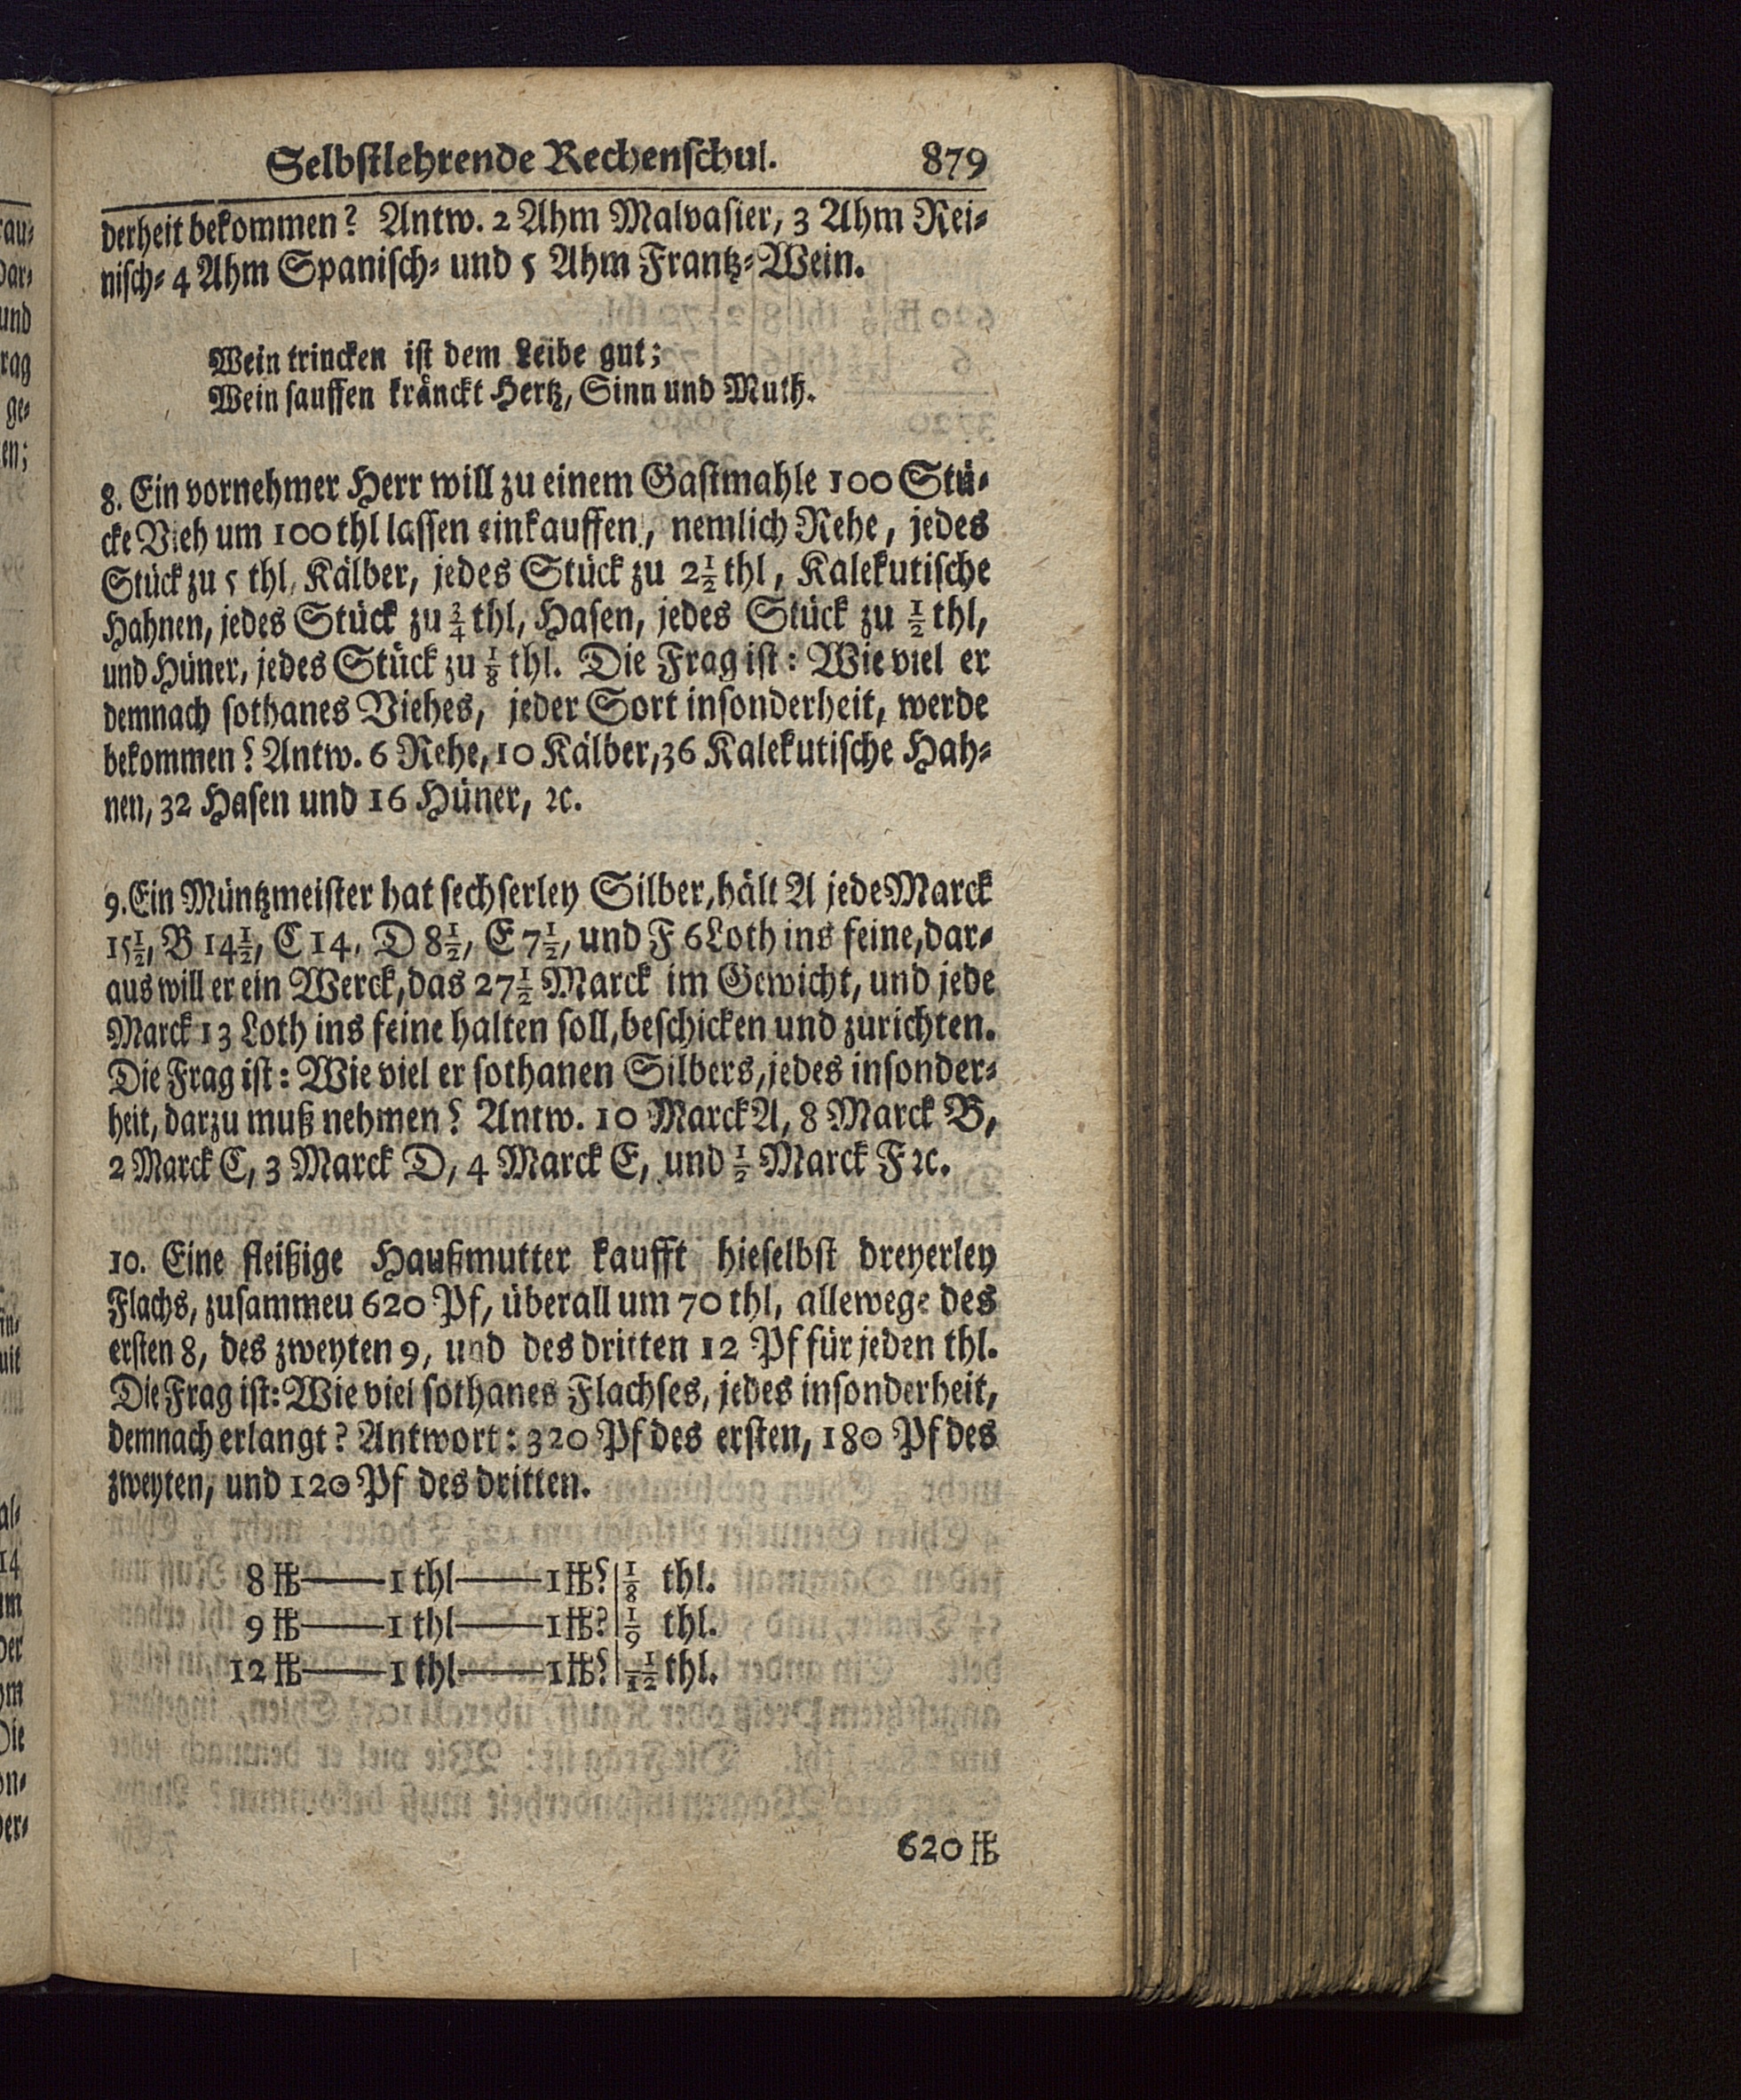 Selbstlehrende Rechenschul. 879
derheit bekommen? Antw. 2 Ahm Malvasier, 3 Ahm Rei-
nisch- 4 Ahm Spanisch- und 5 Ahm Frantz-Wein.
Wein trincken ist dem Leibe gut;
Wein sauffen kränckt Hertz, Sinn und Muth.
8. Ein vornehmer Herr will zu einem Gastmahle 100 Stü-
cke Vieh um 100 thl lassen einkauffen, nemlich Rehe, jedes
Stück zu 5 thl, Kälber, jedes Stück zu 2½ thl, Kalekutische
Hahnen, jedes Stück zu ¾ thl, Hasen, jedes Stück zu ½ thl,
und Hüner, jedes Stück zu ⅛ thl. Die Frag ist: Wie viel er
demnach sothanes Viehes, jeder Sort insonderheit, werde
bekommen? Antw. 6 Rehe, 10 Kälber, 36 Kalekutische Hah-
nen, 32 Hasen und 16 Hüner, ꝛc.
9. Ein Müntzmeister hat sechserley Silber, hält A jede Marck
15½, B 14½, C 14, D 8½, E 7½, und F 6 Loth ins feine, dar-
aus will er ein Werck, das 27½ Marck im Gewicht, und jede
Marck 13 Loth ins feine halten soll, beschicken und zurichten.
Die Frag ist: Wie viel er sothanen Silbers, jedes insonder-
heit, darzu muß nehmen? Antw. 10 Marck A, 8 Marck B,
2 Marck C, 3 Marck D, 4 Marck E, und ½ Marck F ꝛc.
10. Eine fleißige Haußmutter kaufft hieselbst dreyerley
Flachs, zusammeu 620 Pf, überall um 70 thl, allewege des
ersten 8, des zweyten 9, und des dritten 12 Pf für jeden thl.
Die Frag ist: Wie viel sothanes Flachses, jedes insonderheit,
demnach erlangt? Antwort: 320 Pf des ersten, 180 Pf des
zweyten, und 120 Pf des dritten.
8 ℔——1 thl——1 ℔? | ⅛ thl.
9 ℔——1 thl——1 ℔? | 1/9 thl.
12 ℔——1 thl——1 ℔? | 1/12 thl.
620 ℔